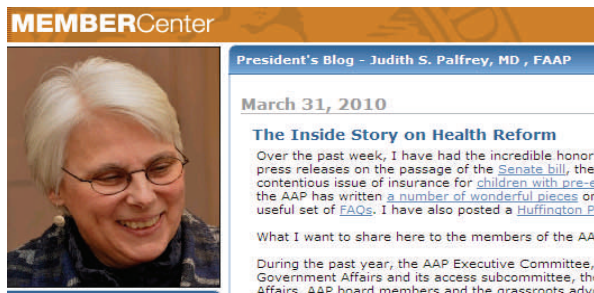 MEMBERCenter
President's Blog - Judith S. Palfrey, MD , FAAP
March 31, 2010
The Inside Story on Health Reform
Over the past week, I have had the incredible honor
press releases on the passage of the Senate bill, the
contentious issue of insurance for children with pre-e
the AAP has written a number of wonderful pieces or
useful set of FAQs. I have also posted a Huffington P
What I want to share here to the members of the AA
During the past year, the AAP Executive Committee,
Government Affairs and its access subcommittee, the
Affairs, AAP board members and the grassroots adv